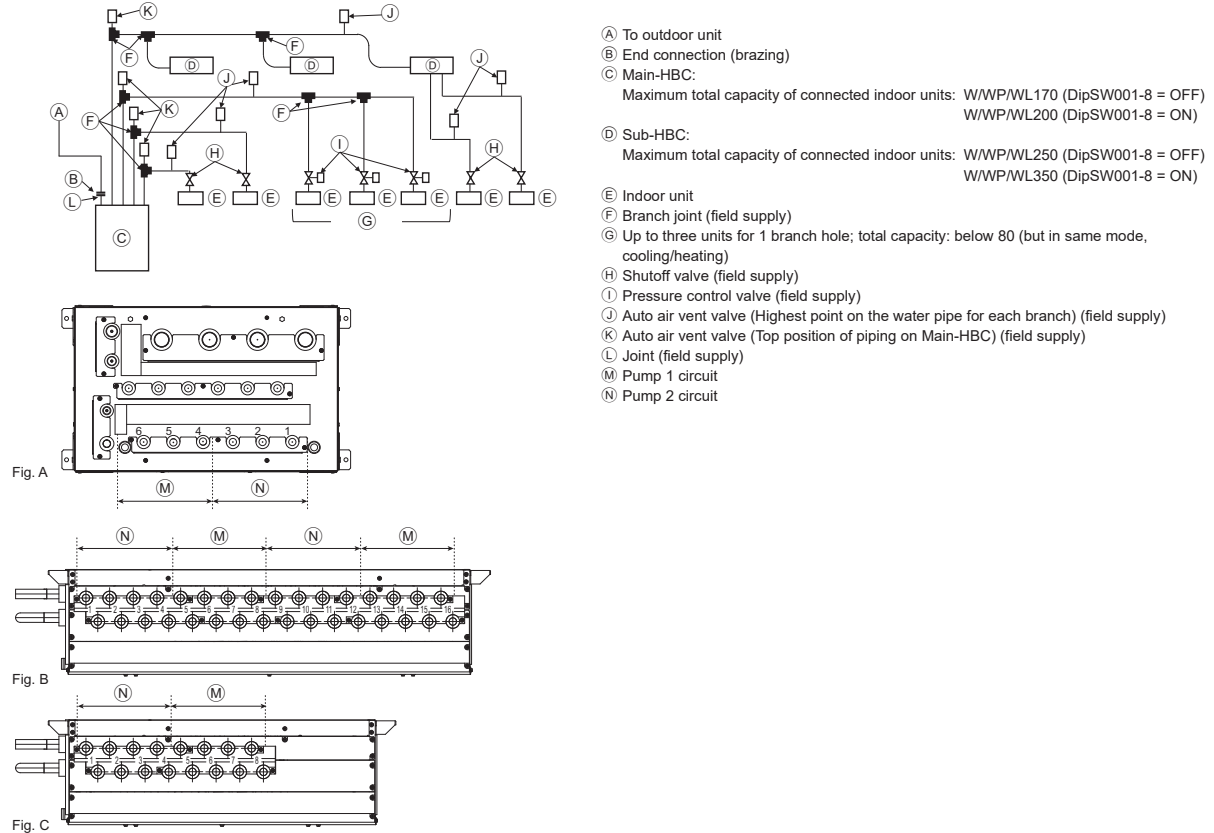 Ⓚ
Ⓙ
Ⓕ Ⓕ Ⓙ
Ⓓ Ⓓ Ⓓ
Ⓙ
Ⓐ Ⓚ Ⓕ
Ⓕ
Ⓗ Ⓘ Ⓗ
Ⓑ
Ⓛ Ⓔ Ⓔ Ⓔ Ⓔ Ⓔ Ⓔ Ⓔ
Ⓖ
Ⓒ
6 5 4 3 2 1
Fig. A
Ⓜ Ⓝ
Ⓝ Ⓜ Ⓝ Ⓜ
1 2 3 4 5 6 7 8 9 10 11 12 13 14 15 16
Fig. B
Ⓝ Ⓜ
1 2 3 4 5 6 7 8
Fig. C
Ⓐ To outdoor unit
Ⓑ End connection (brazing)
Ⓒ Main-HBC:
Maximum total capacity of connected indoor units: W/WP/WL170 (DipSW001-8 = OFF)
W/WP/WL200 (DipSW001-8 = ON)
Ⓓ Sub-HBC:
Maximum total capacity of connected indoor units: W/WP/WL250 (DipSW001-8 = OFF)
W/WP/WL350 (DipSW001-8 = ON)
Ⓔ Indoor unit
Ⓕ Branch joint (field supply)
Ⓖ Up to three units for 1 branch hole; total capacity: below 80 (but in same mode,
cooling/heating)
Ⓗ Shutoff valve (field supply)
Ⓘ Pressure control valve (field supply)
Ⓙ Auto air vent valve (Highest point on the water pipe for each branch) (field supply)
Ⓚ Auto air vent valve (Top position of piping on Main-HBC) (field supply)
Ⓛ Joint (field supply)
Ⓜ Pump 1 circuit
Ⓝ Pump 2 circuit